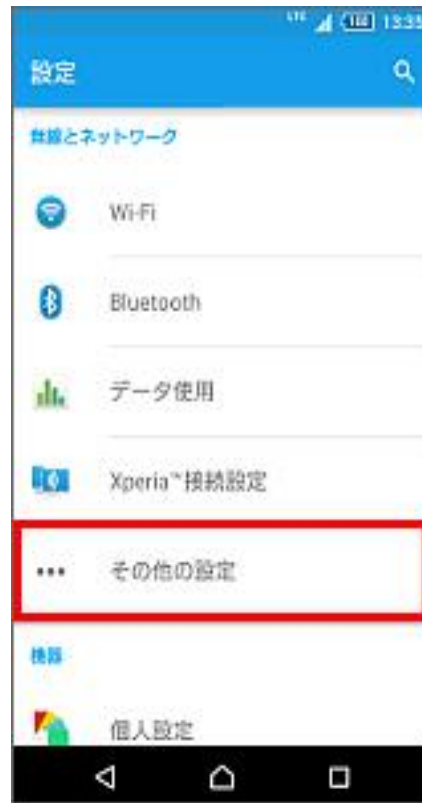 LTE 100 13:35
設定
無線とネットワーク
Wi-Fi
Bluetooth
データ使用
Xperia™接続設定
その他の設定
機器
個人設定